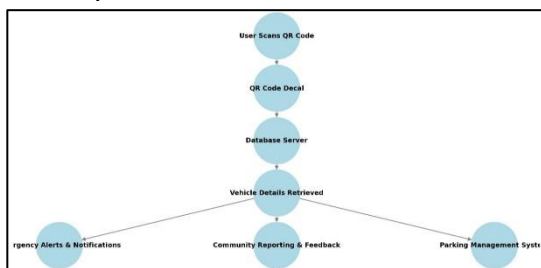 User Scans QR Code
QR Code Decal
Database Server
Vehicle Details Retrieved
rgency Alerts & Notifications
Community Reporting & Feedback
Parking Management Syste